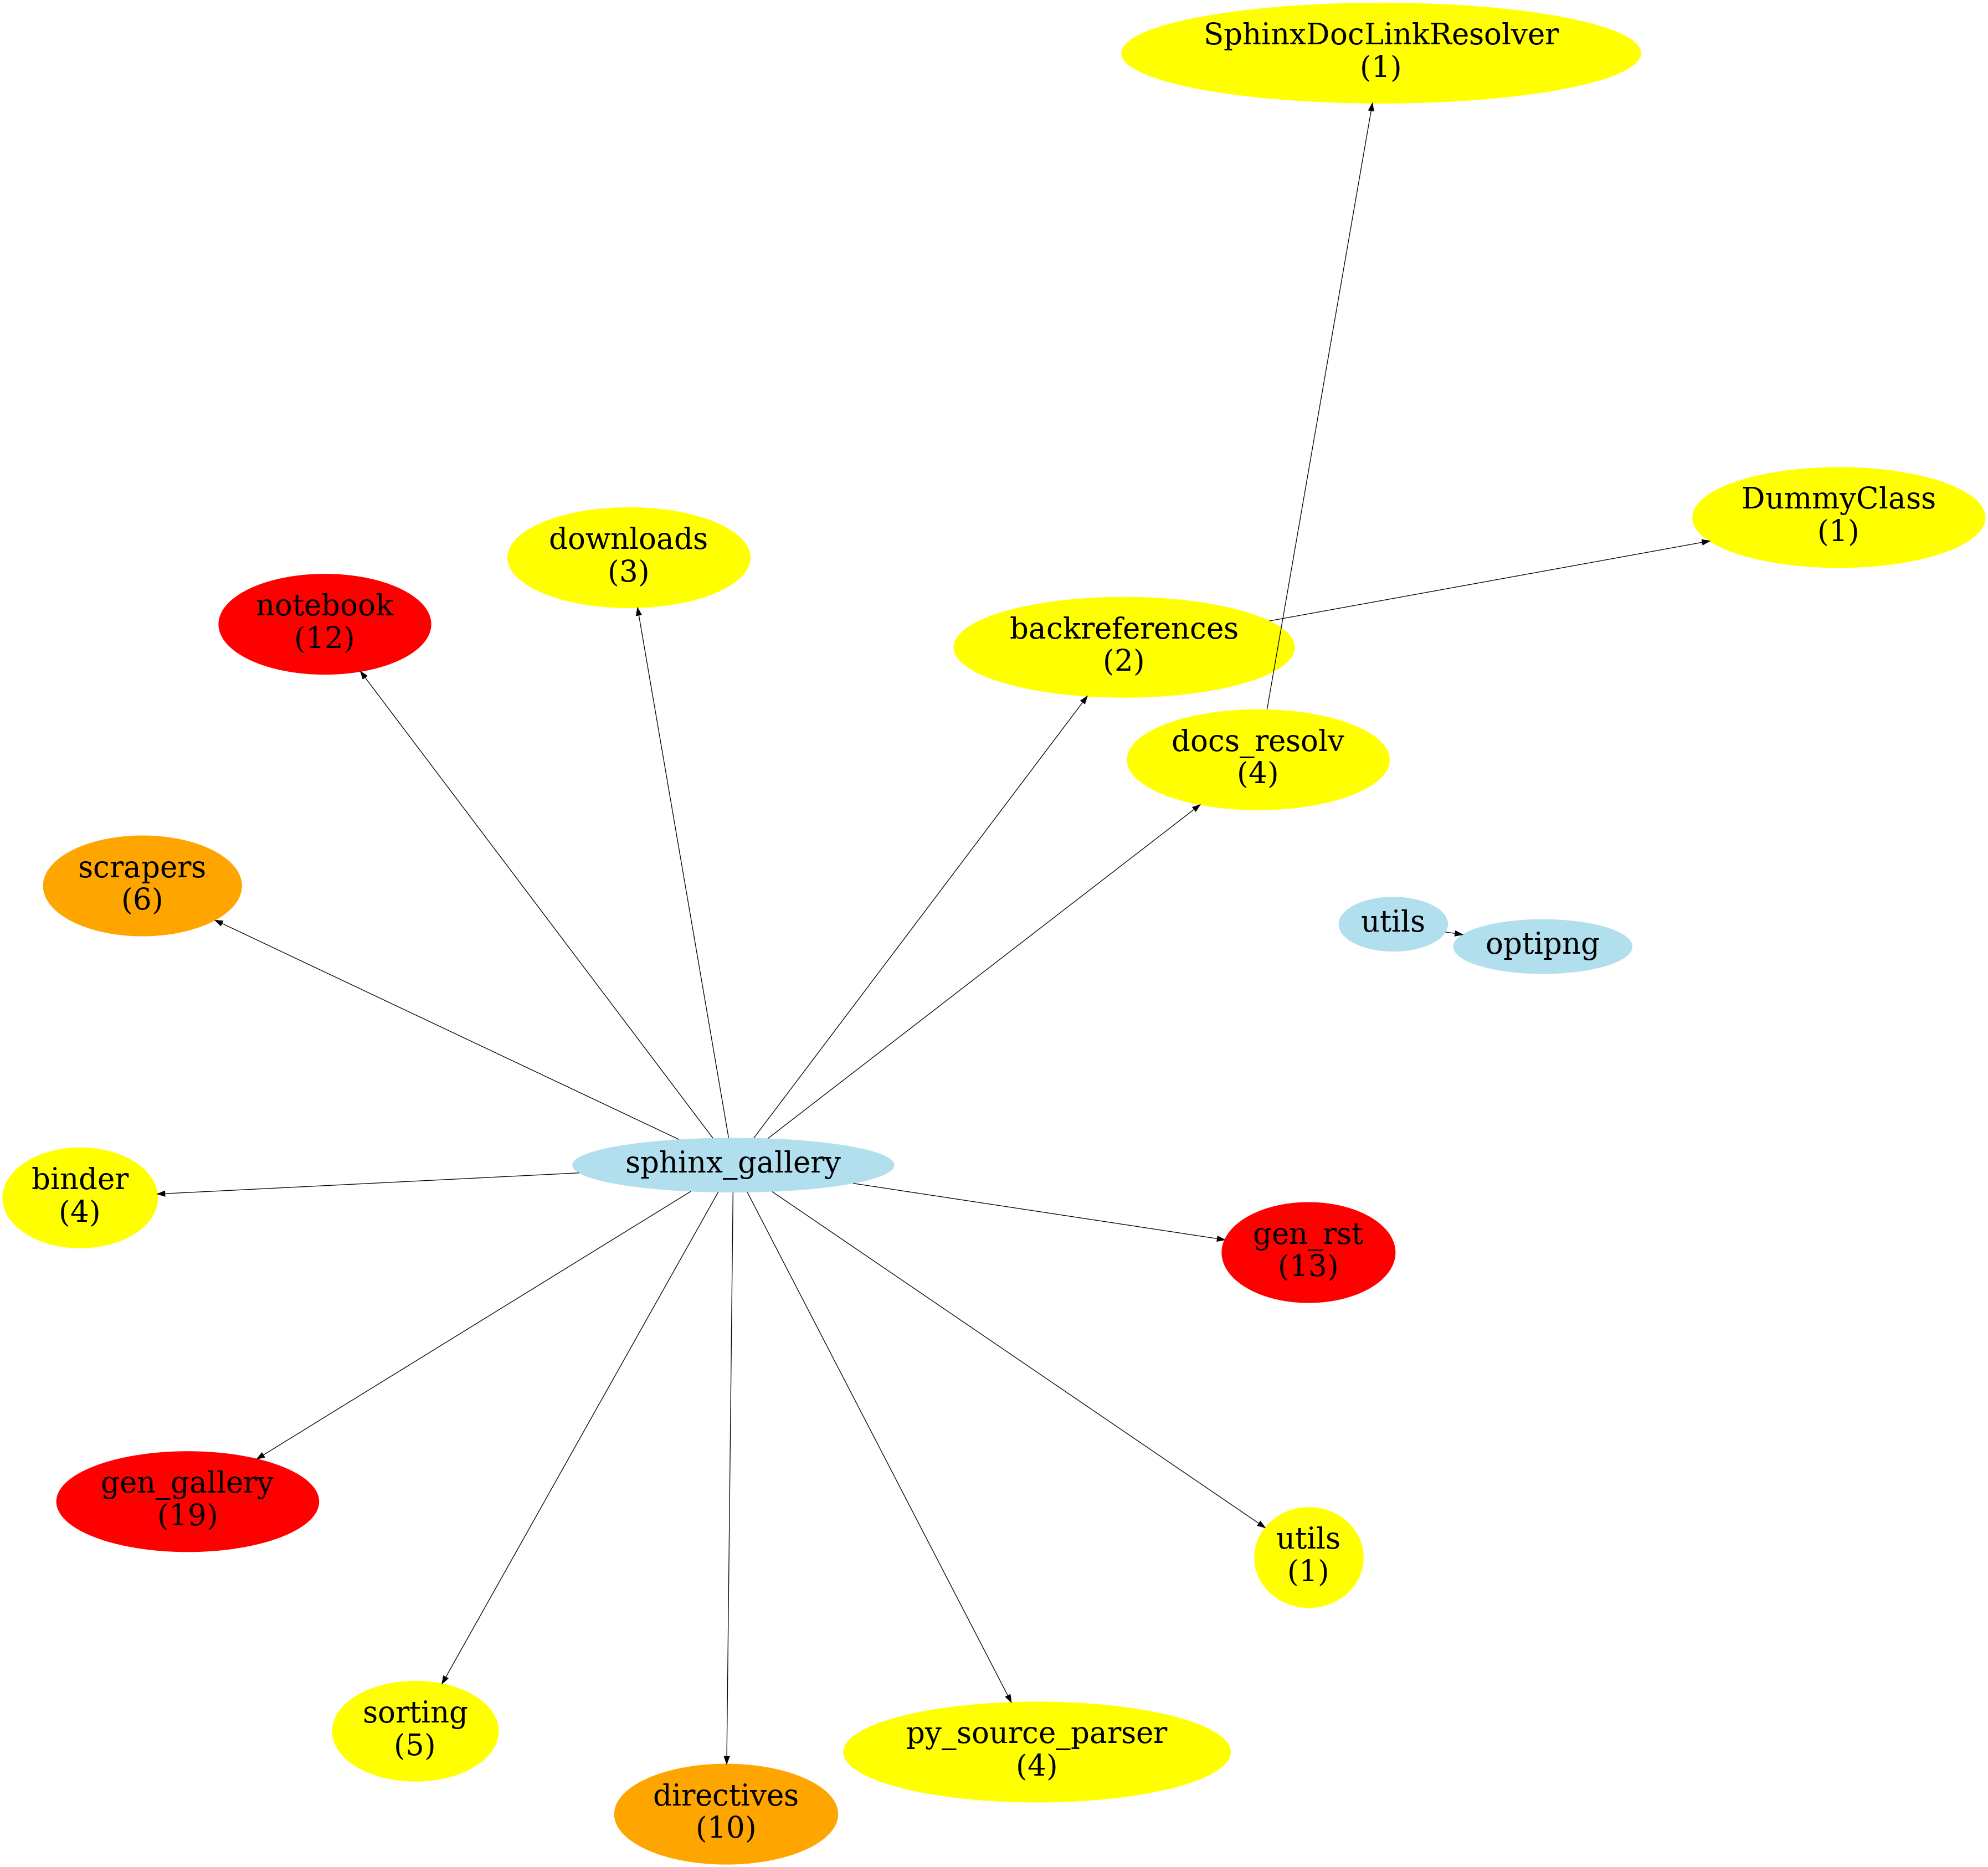 SphinxDocLinkResolver
(1)
DummyClass
(1)
downloads
(3)
notebook
(12)
backreferences
(2)
docs_resolv
(4)
scrapers
(6)
utils
optipng
sphinx_gallery
binder
(4)
gen_rst
(13)
gen_gallery
(19)
utils
(1)
sorting
(5)
py_source_parser
(4)
directives
(10)